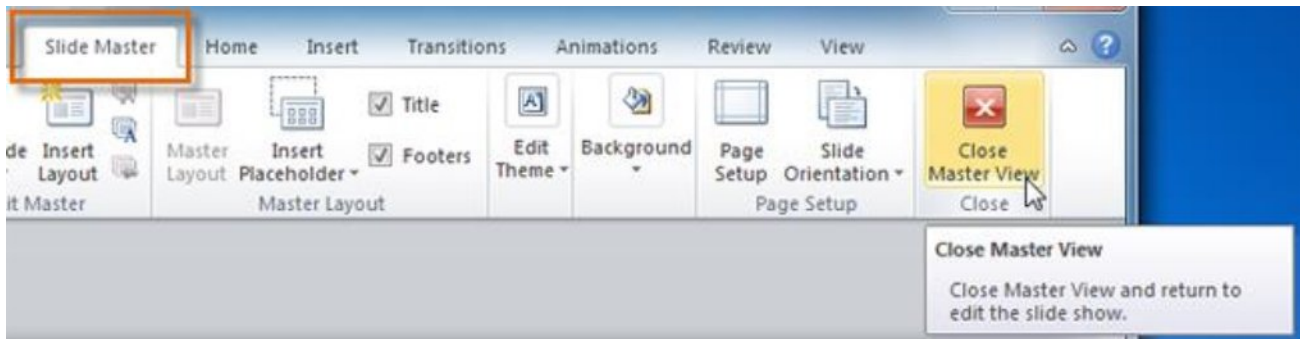 Slide Master Home Insert Transitions Animations Review View
Title
de Insert Master Insert Footers Edit Background Page Slide Close
Layout Layout Placeholder Theme Setup Orientation Master View
it Master Master Layout Page Setup Close
Close Master View
Close Master View and return to
edit the slide show.